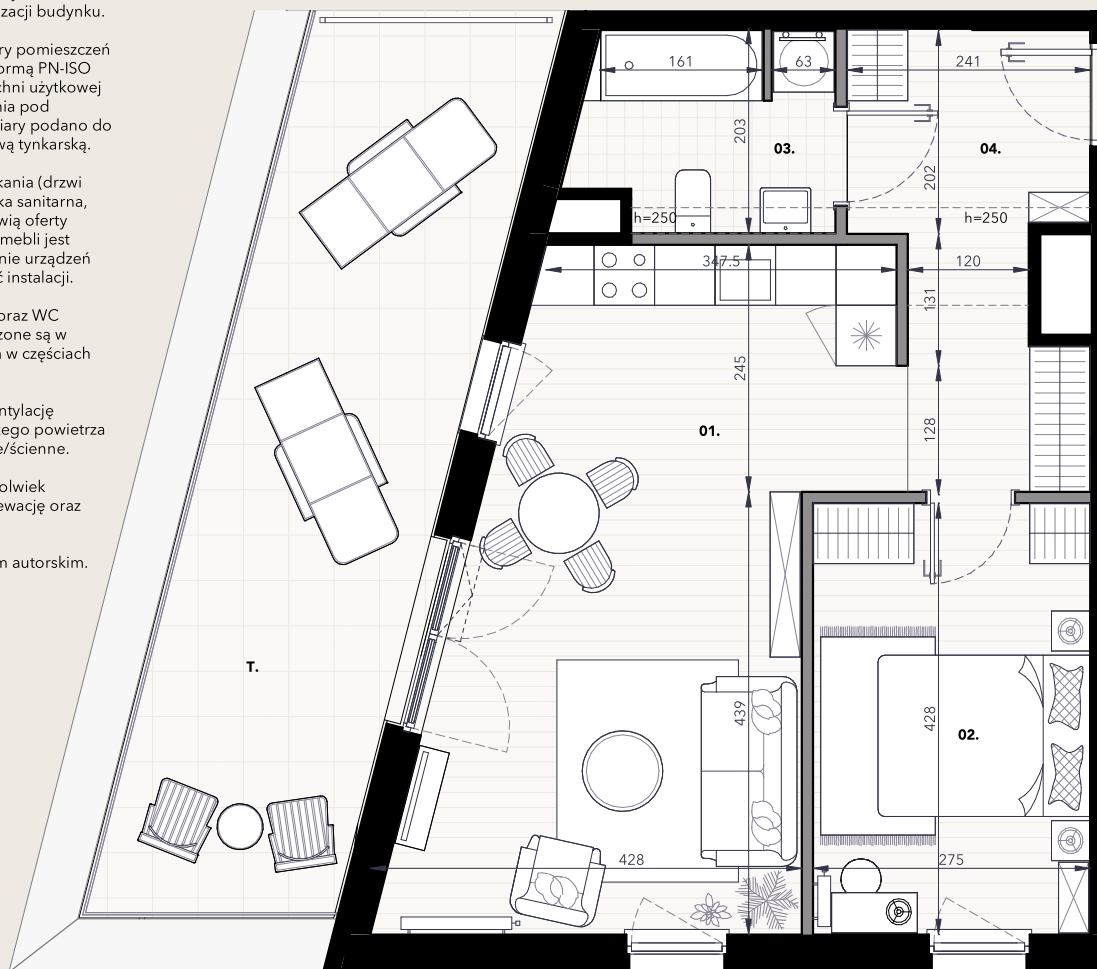 zacji budynku.
ry pomieszczeń
ormą PN-ISO
chni użytkowej
nia pod
iary podano do
wą tynkarską.
kania (drzwi
ka sanitarna,
wią oferty
mebli jest
nie urządzeń
ć instalacji.
oraz WC
zone są w
n w częściach
ntylację
zego powietrza
e/ścienne.
olwiek
ewację oraz
m autorskim.
161
63
241
203
03.
04.
202
h=250
h=250
347.5
120
131
245
01.
128
T.
439
428
02.
428
275